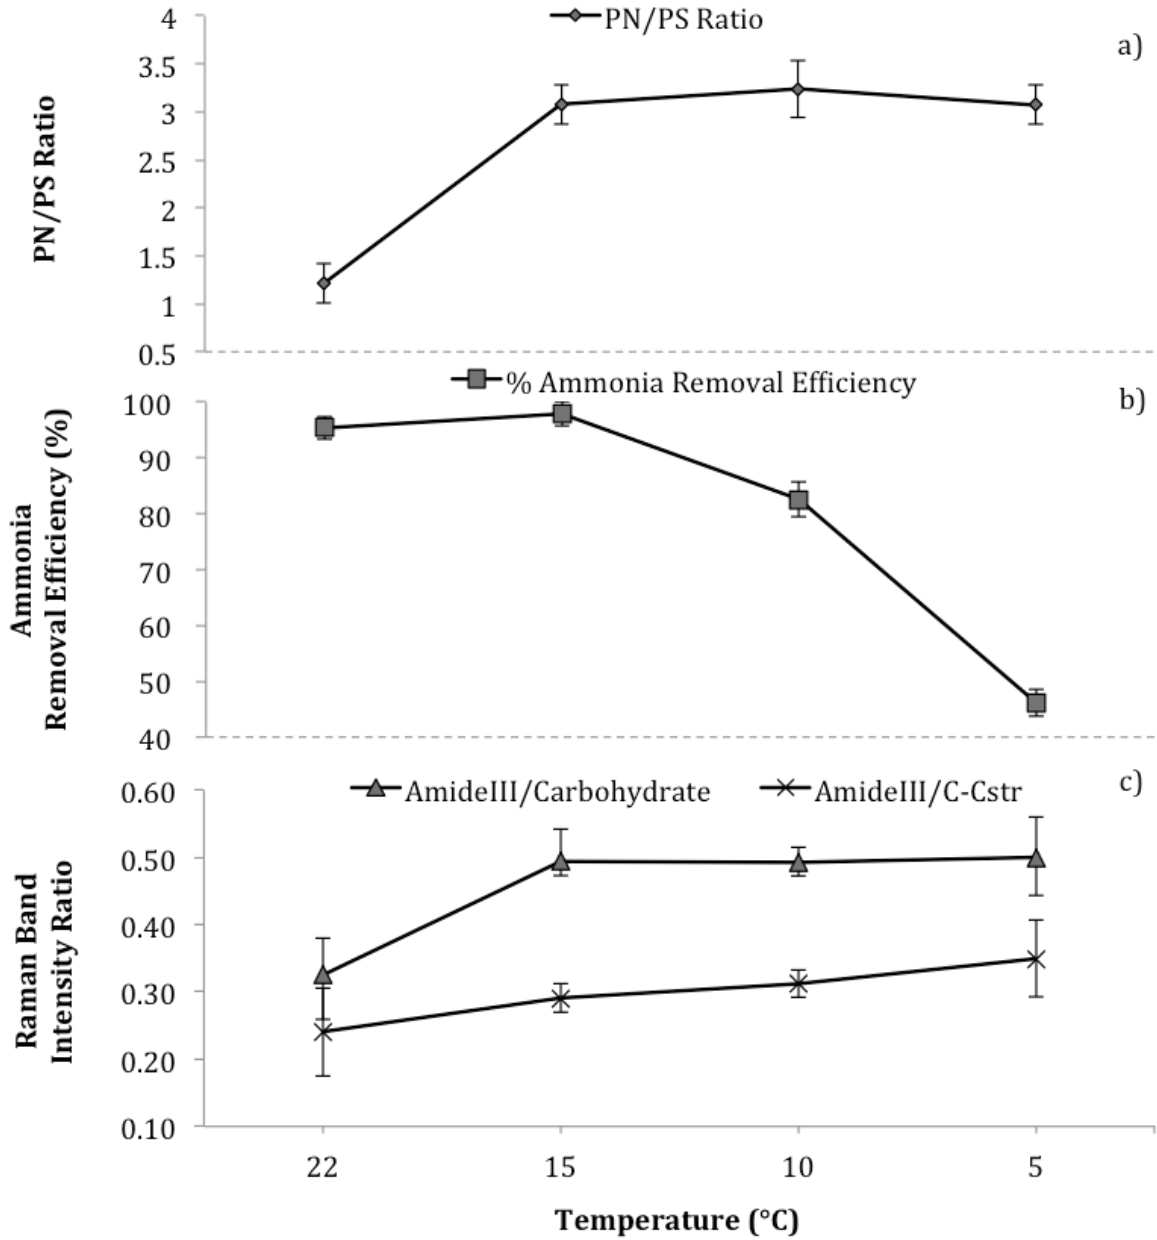 PN/PS Ratio
a)
4
3.5
3
2.5
2
1.5
1
0.5
PN/PS Ratio
% Ammonia Removal Efficiency
b)
100
90
80
70
60
50
40
Ammonia
Removal Efficiency (%)
AmideIII/Carbohydrate AmideIII/C-Cstr
c)
0.60
0.50
0.40
0.30
0.20
0.10
Raman Band
Intensity Ratio
22 15 10 5
Temperature (°C)